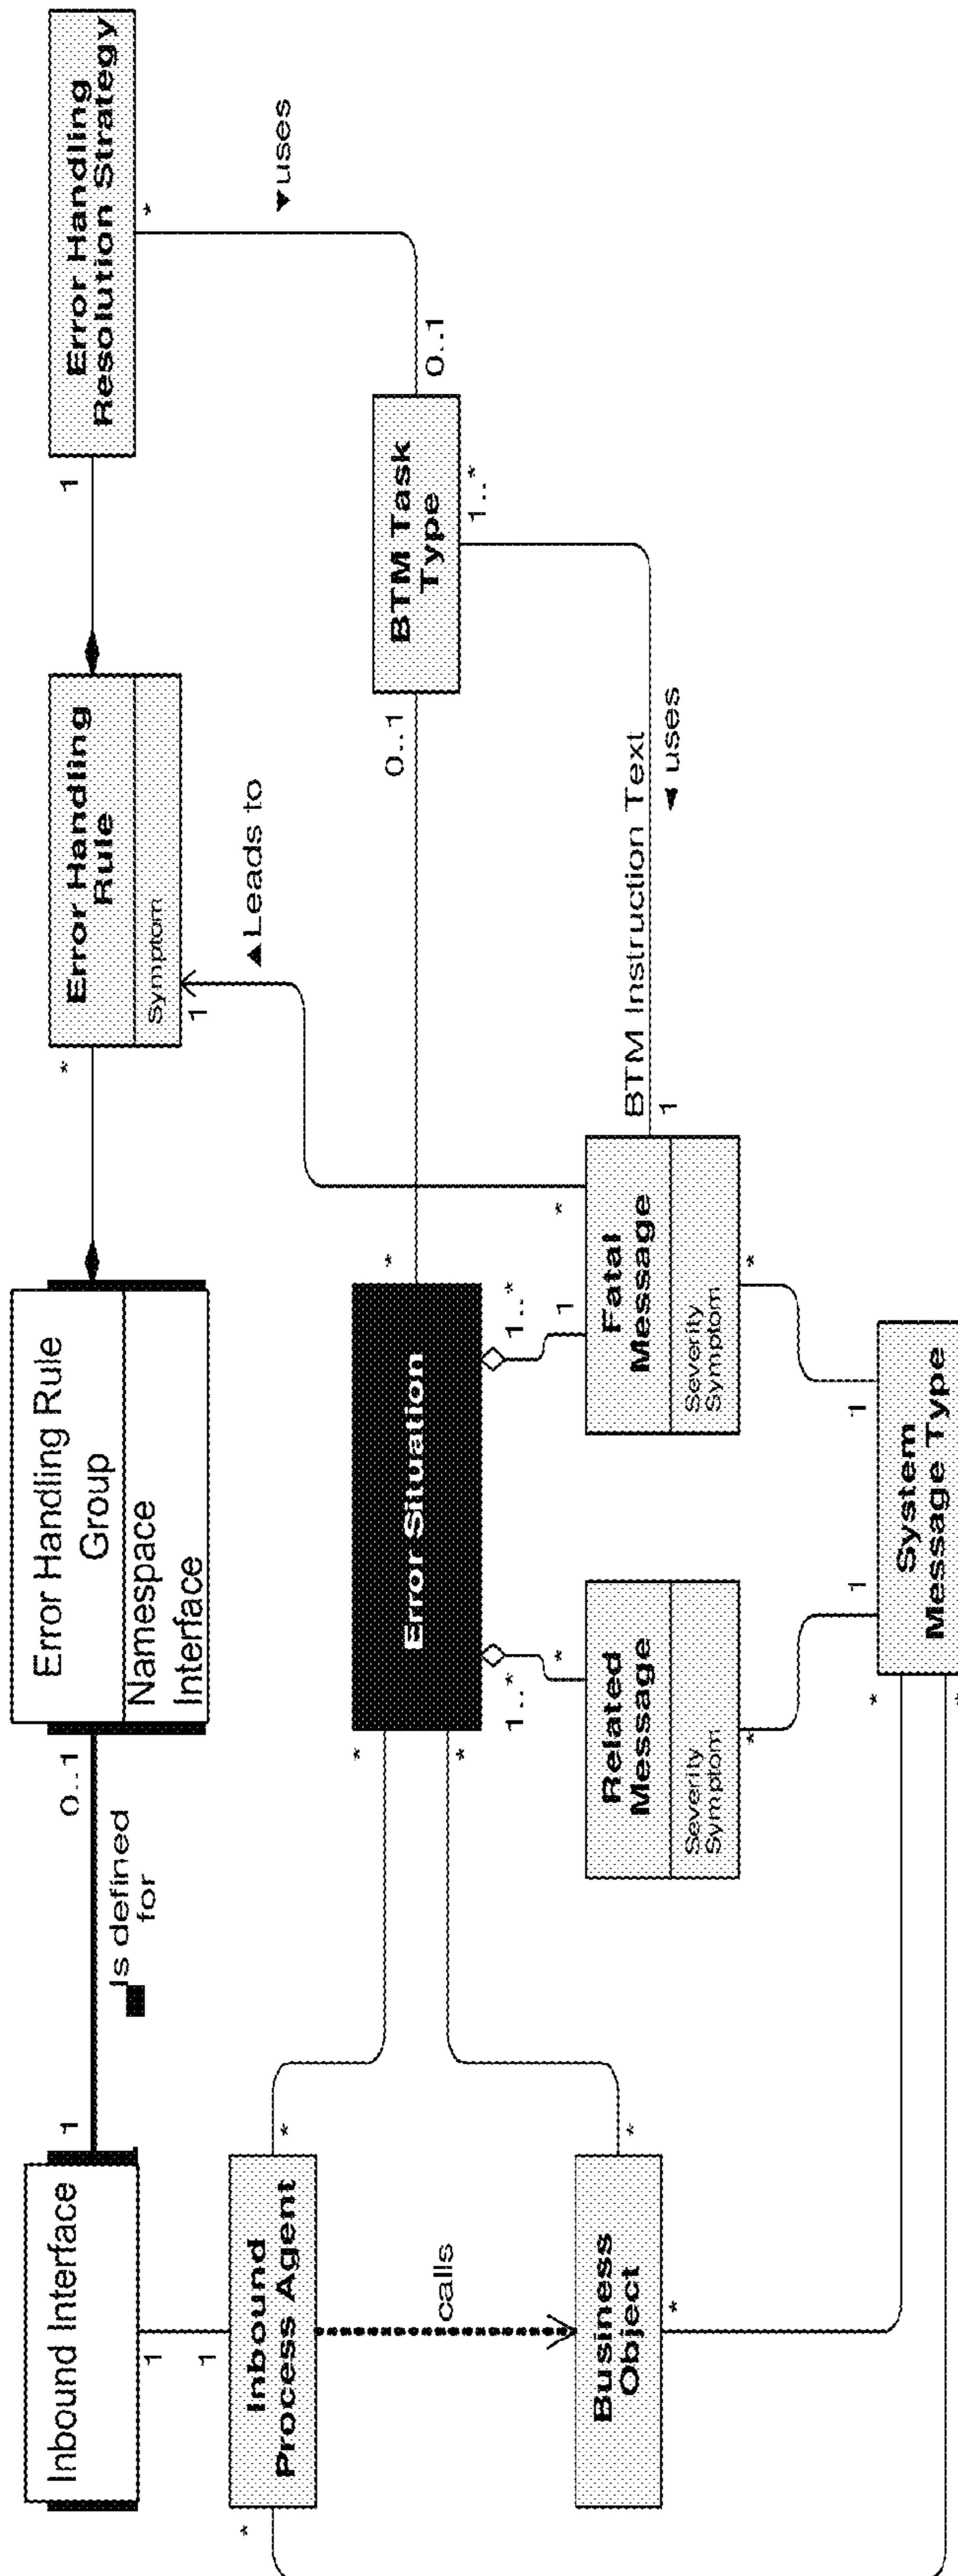 Inbound Interface
1
Is defined
for
0..1
Error Handling Rule
Group
Namespace
Interface
*
Error Handling
Rule
Symptom
1
1
Error Handling
Resolution Strategy
*
▼uses
▲Leads to
1
1
Inbound
Process Agent
*
*
calls
*
*
Error Situation
*
0..1
BTM Task
Type
0..1
1..*
Business
Object
*
*
1..*
*
1..*
1
Related
Message
Severity
Symptom
*
Fatal
Message
Severity
Symptom
*
*
1
BTM Instruction Text
◄ uses
1
1
System
Message Type
*
*